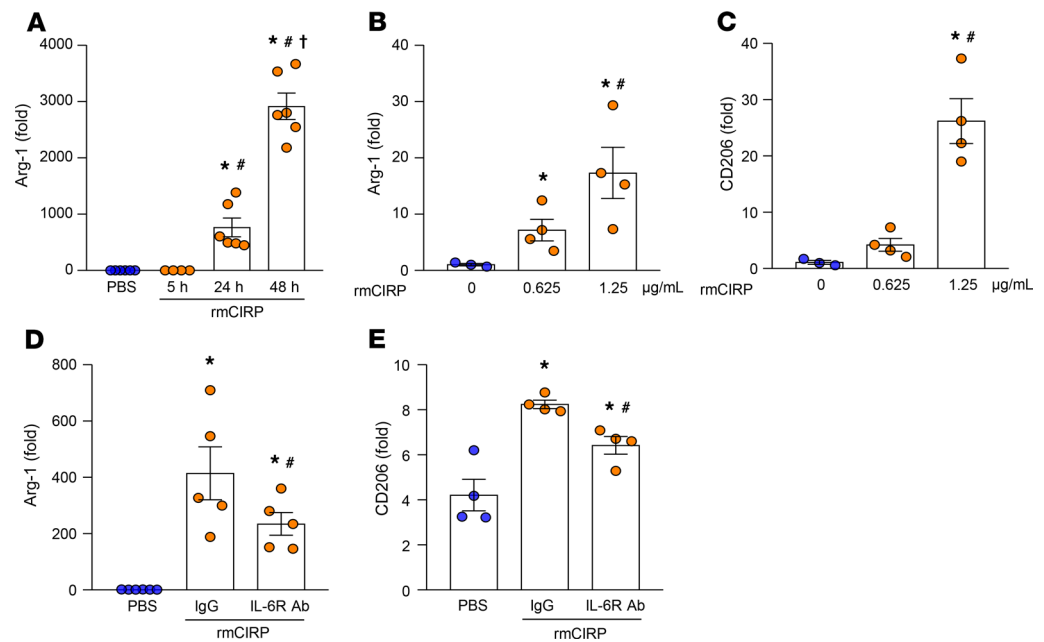 A
Arg-1 (fold)
4000
3000
2000
1000
0
* #
* # †
PBS
5 h
24 h
48 h
rmCIRP
B
Arg-1 (fold)
40
30
20
10
0
*
* #
rmCIRP
0
0.625
1.25
µg/mL
C
CD206 (fold)
40
30
20
10
0
* #
rmCIRP
0
0.625
1.25
µg/mL
D
Arg-1 (fold)
800
600
400
200
0
*
* #
PBS
IgG
IL-6R Ab
rmCIRP
E
CD206 (fold)
10
8
6
4
2
0
*
* #
PBS
IgG
IL-6R Ab
rmCIRP